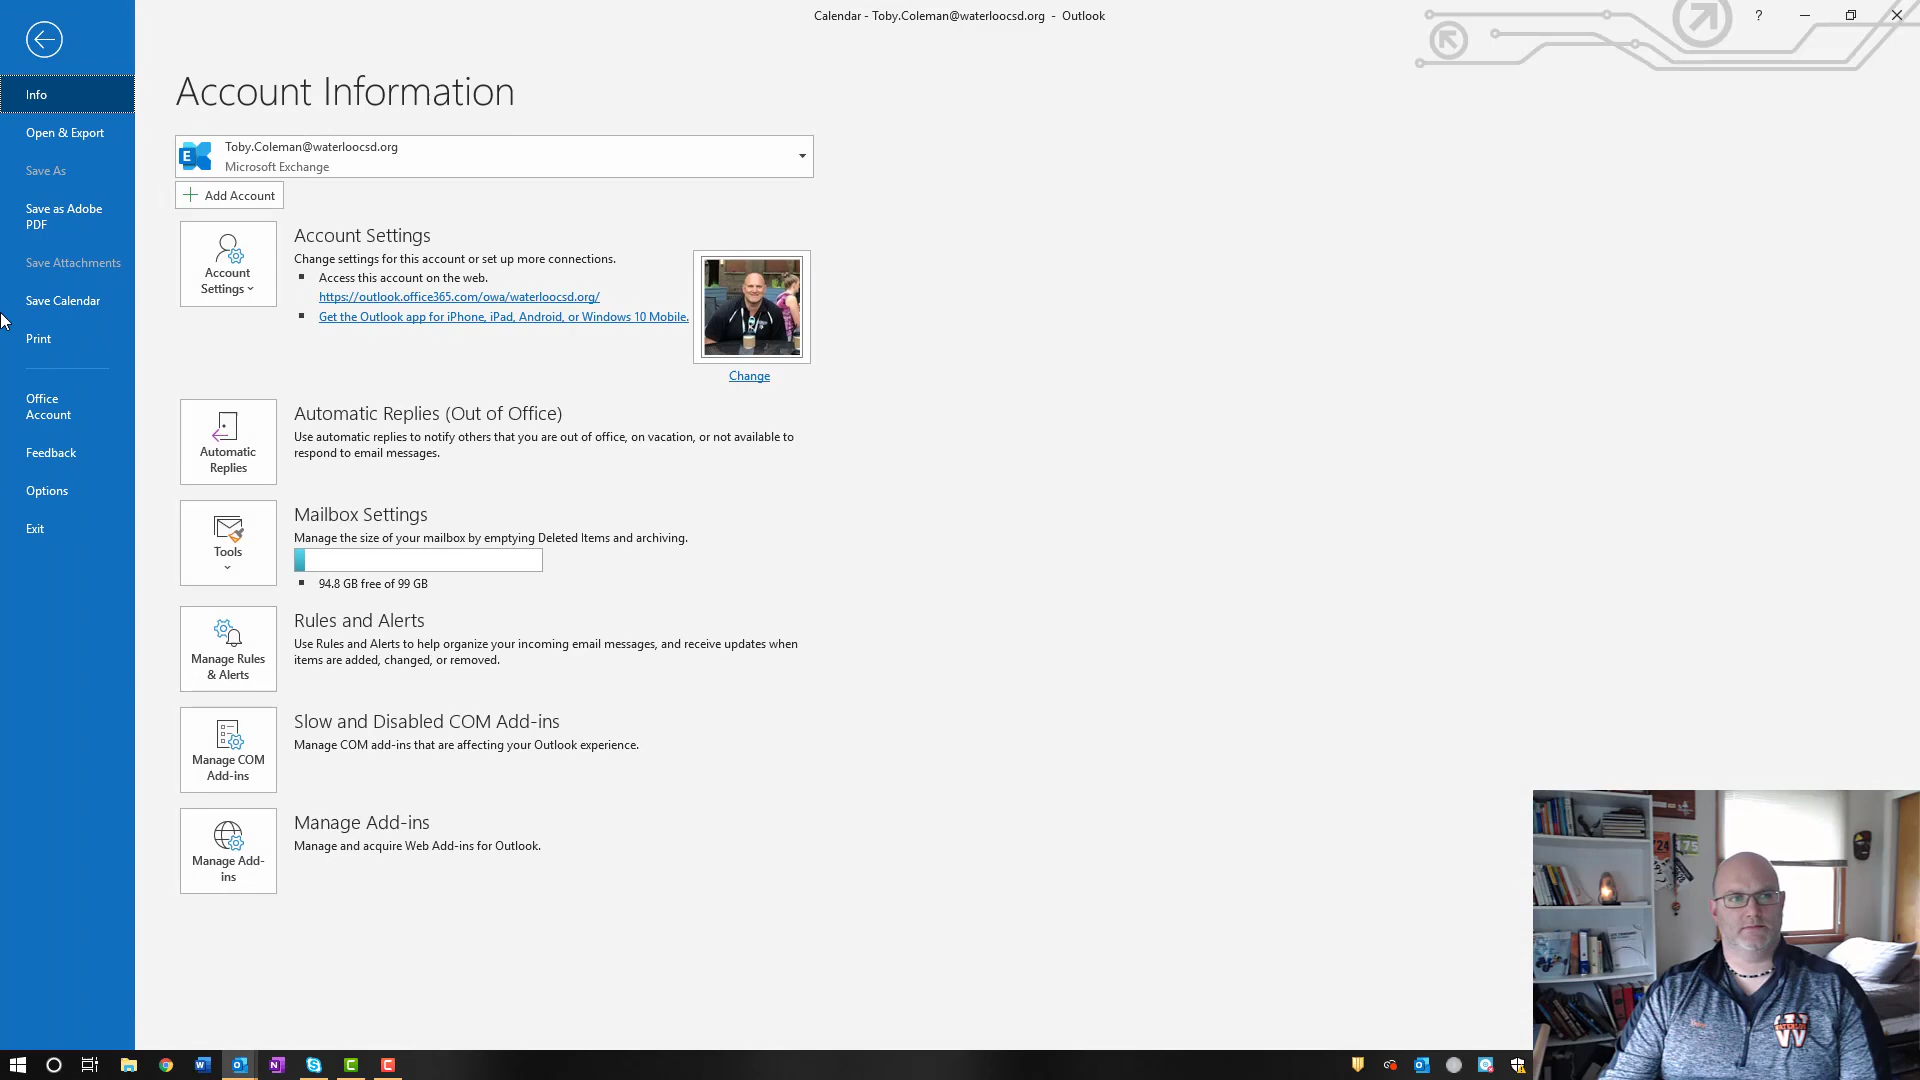 Calendar - Toby.Coleman@waterloocsd.org - Outlook
?
Info
Open & Export
Save As
Save as Adobe
PDF
Save Attachments
Save Calendar
Print
Office
Account
Feedback
Options
Exit
Account Information
Toby.Coleman@waterloocsd.org
Microsoft Exchange
Add Account
Account
Settings
Account Settings
Change settings for this account or set up more connections.
Access this account on the web.
https://outlook.office365.com/owa/waterloocsd.org/
Get the Outlook app for iPhone, iPad, Android, or Windows 10 Mobile.
Change
Automatic
Replies
Automatic Replies (Out of Office)
Use automatic replies to notify others that you are out of office, on vacation, or not available to
respond to email messages.
Tools
Mailbox Settings
Manage the size of your mailbox by emptying Deleted Items and archiving.
94.8 GB free of 99 GB
Manage Rules
& Alerts
Rules and Alerts
Use Rules and Alerts to help organize your incoming email messages, and receive updates when
items are added, changed, or removed.
Manage COM
Add-ins
Slow and Disabled COM Add-ins
Manage COM add-ins that are affecting your Outlook experience.
Manage Add-
ins
Manage Add-ins
Manage and acquire Web Add-ins for Outlook.